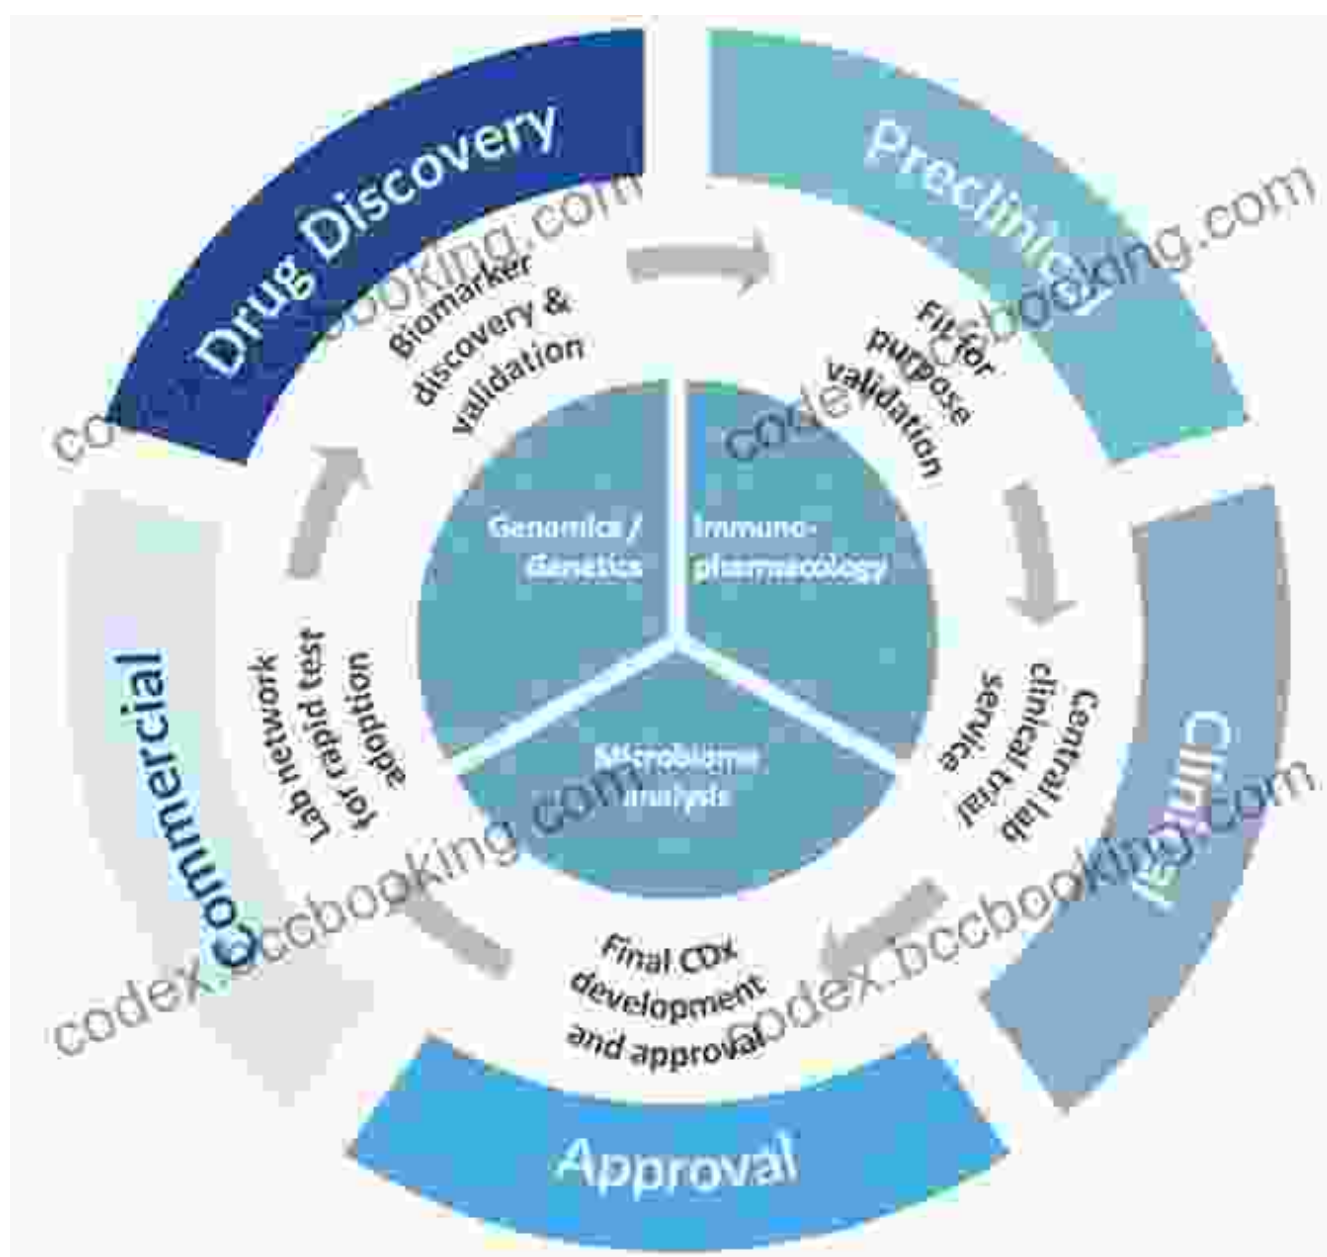 Drug Discovery
Preclinical
Clinical
Approval
Commercial
Biomarker
discovery &
validation
Fit for
purpose
validation
Central lab
clinical trial
service
Final CDx
development
and approval
Lab network
for rapid test
adoption
Genomics /
Genetics
Immuno-
pharmacology
Microbiome
analysis
codex.bccbooking.com
codex.bccbooking.com
codex.bccbooking.com
codex.bccbooking.com